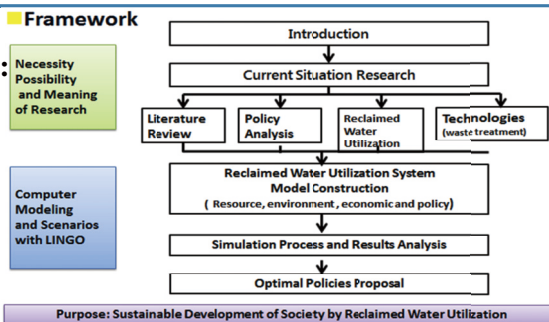 Framework
Introduction
Necessity
Possibility
and Meaning
of Research
Current Situation Research
Literature
Review
Policy
Analysis
Reclaimed
Water
Utilization
Technologies
(waste treatment)
Computer
Modeling
and Scenarios
with LINGO
Reclaimed Water Utilization System
Model Construction
( Resource, environment , economic and policy)
Simulation Process and Results Analysis
Optimal Policies Proposal
Purpose: Sustainable Development of Society by Reclaimed Water Utilization